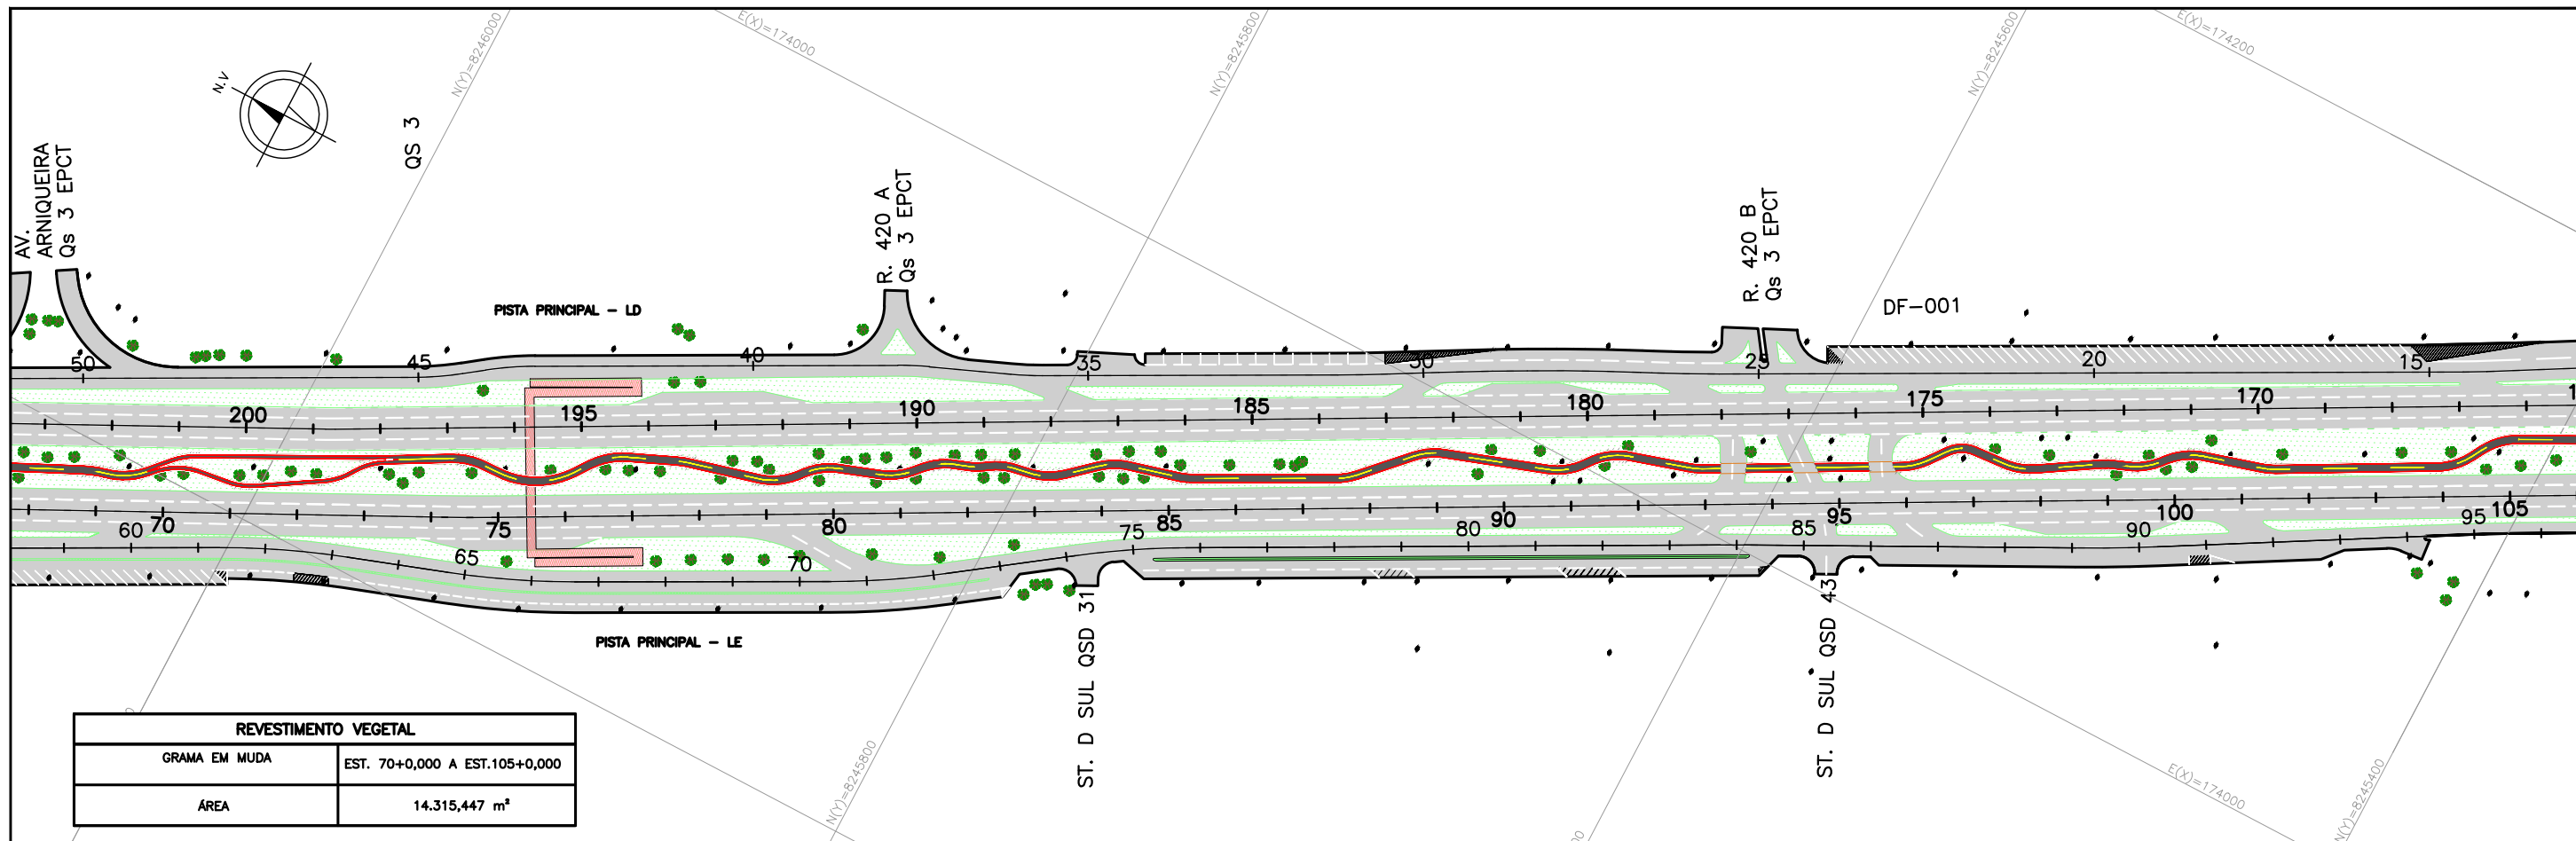 N(Y)=8246000
E(X)=174000
N(Y)=8245800
N(Y)=8245600
E(X)=174200
N.V
QS 3
AV.
ARNIQUEIRA
Qs 3 EPCT
R. 420 A
Qs 3 EPCT
R. 420 B
Qs 3 EPCT
DF-001
PISTA PRINCIPAL - LD
50
45
40
35
30
25
20
15
200
195
190
185
180
175
170
70
75
80
85
90
95
100
105
60
65
70
75
80
85
90
95
PISTA PRINCIPAL - LE
ST. D SUL QSD 31
ST. D SUL QSD 43
REVESTIMENTO VEGETAL
GRAMA EM MUDA
EST. 70+0,000 A EST.105+0,000
ÁREA
14.315,447 m²
N(Y)=8245800
E(X)=174000
N(Y)=8245400